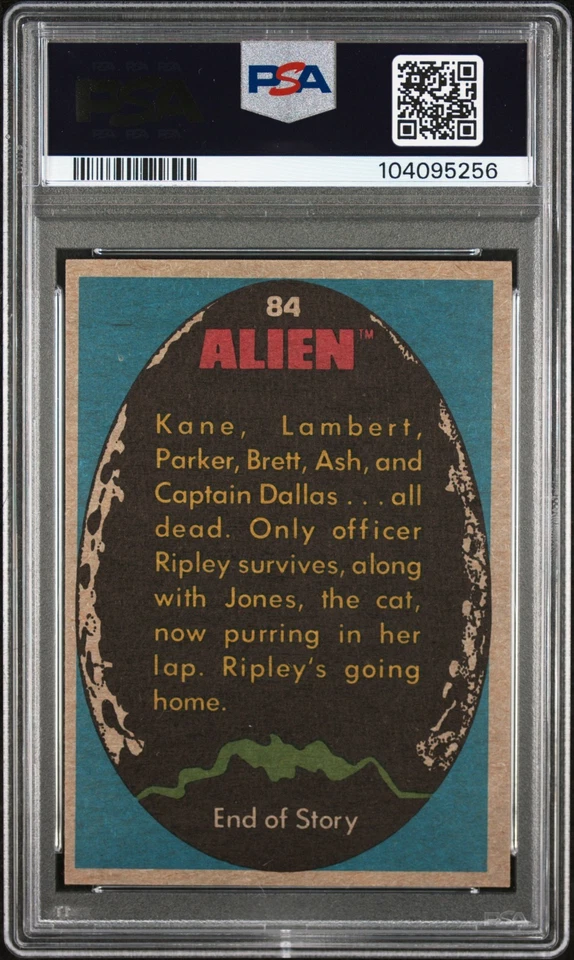 PSA
104095256
84
ALIEN™
Kane, Lambert,
Parker, Brett, Ash, and
Captain Dallas . . . all
dead. Only officer
Ripley survives, along
with Jones, the cat,
now purring in her
lap. Ripley's going
home.
End of Story
PSA